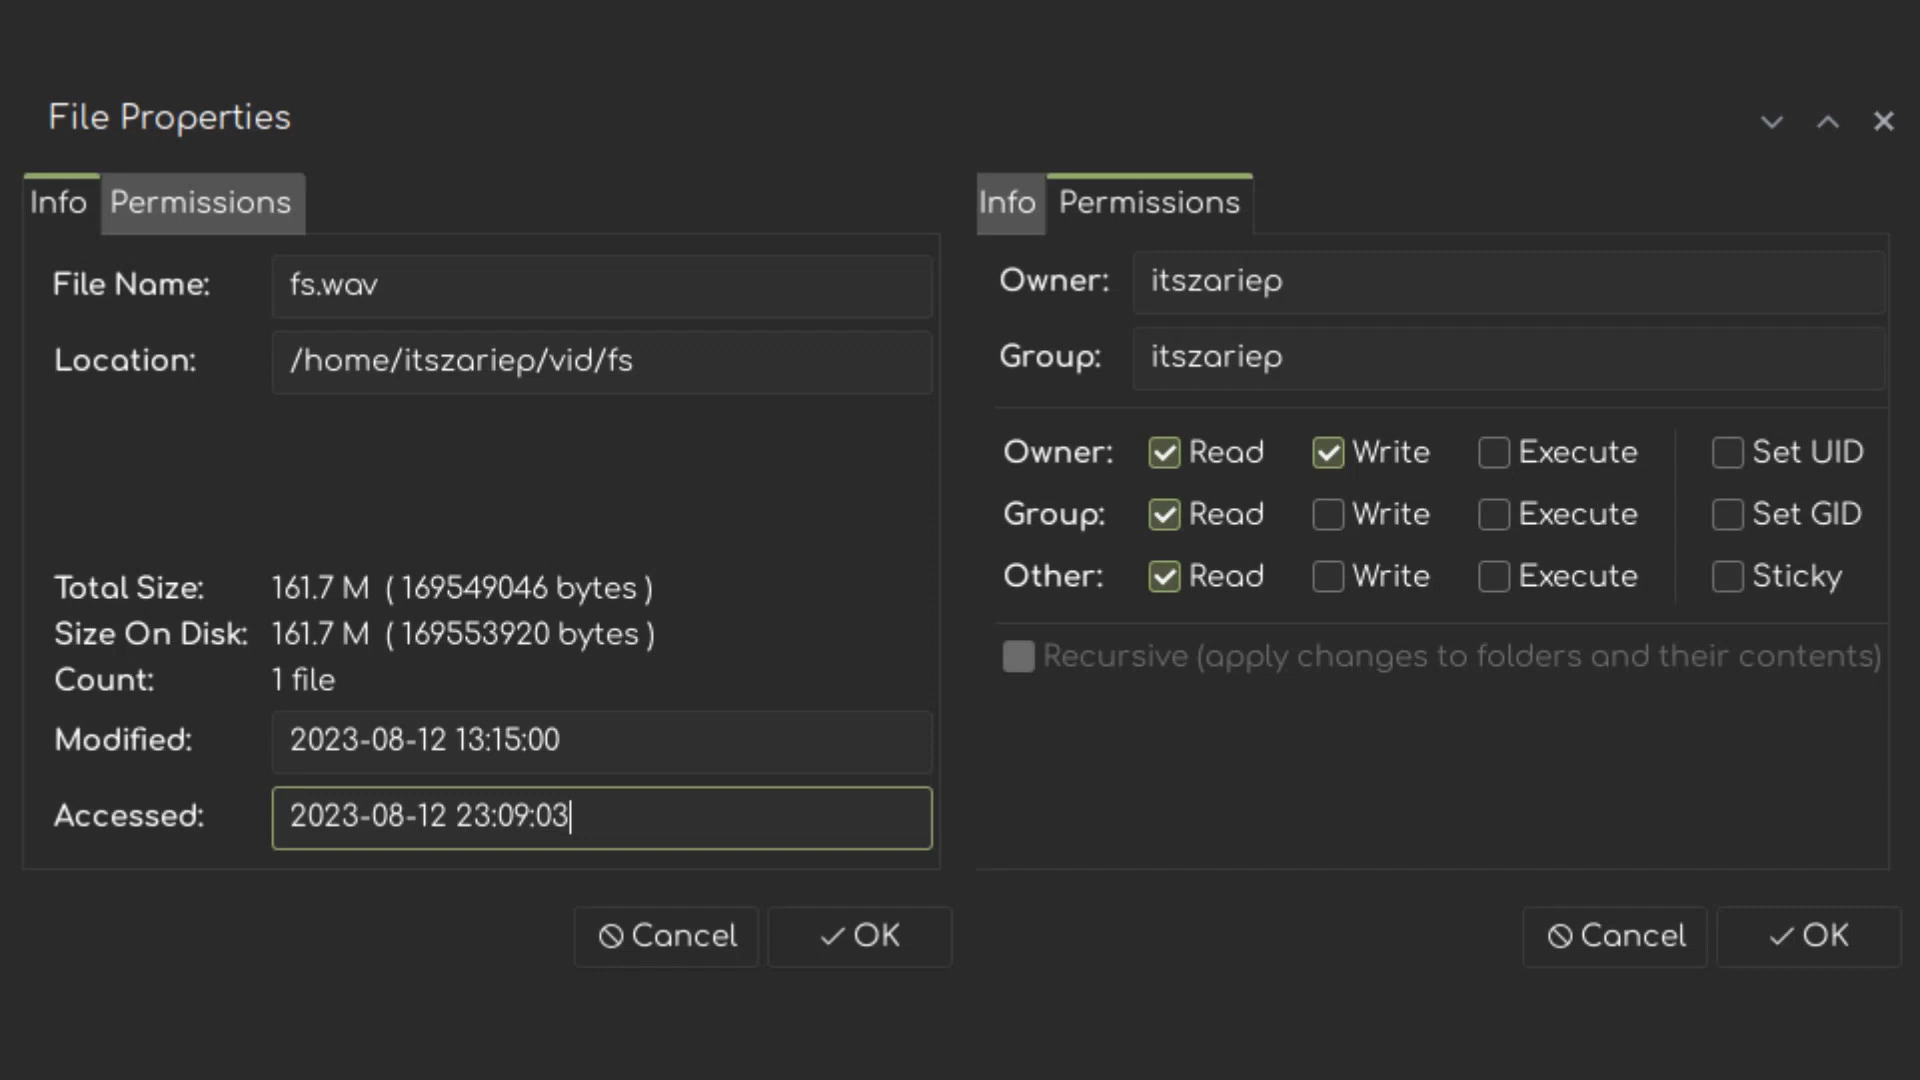 File Properties
Info Permissions
File Name: fs.wav
Location: /home/itszariep/vid/fs
Total Size: 161.7 M ( 169549046 bytes )
Size On Disk: 161.7 M ( 169553920 bytes )
Count: 1 file
Modified: 2023-08-12 13:15:00
Accessed: 2023-08-12 23:09:03
Cancel OK
Info Permissions
Owner: itszariep
Group: itszariep
Owner: Read Write Execute Set UID
Group: Read Write Execute Set GID
Other: Read Write Execute Sticky
Recursive (apply changes to folders and their contents)
Cancel OK